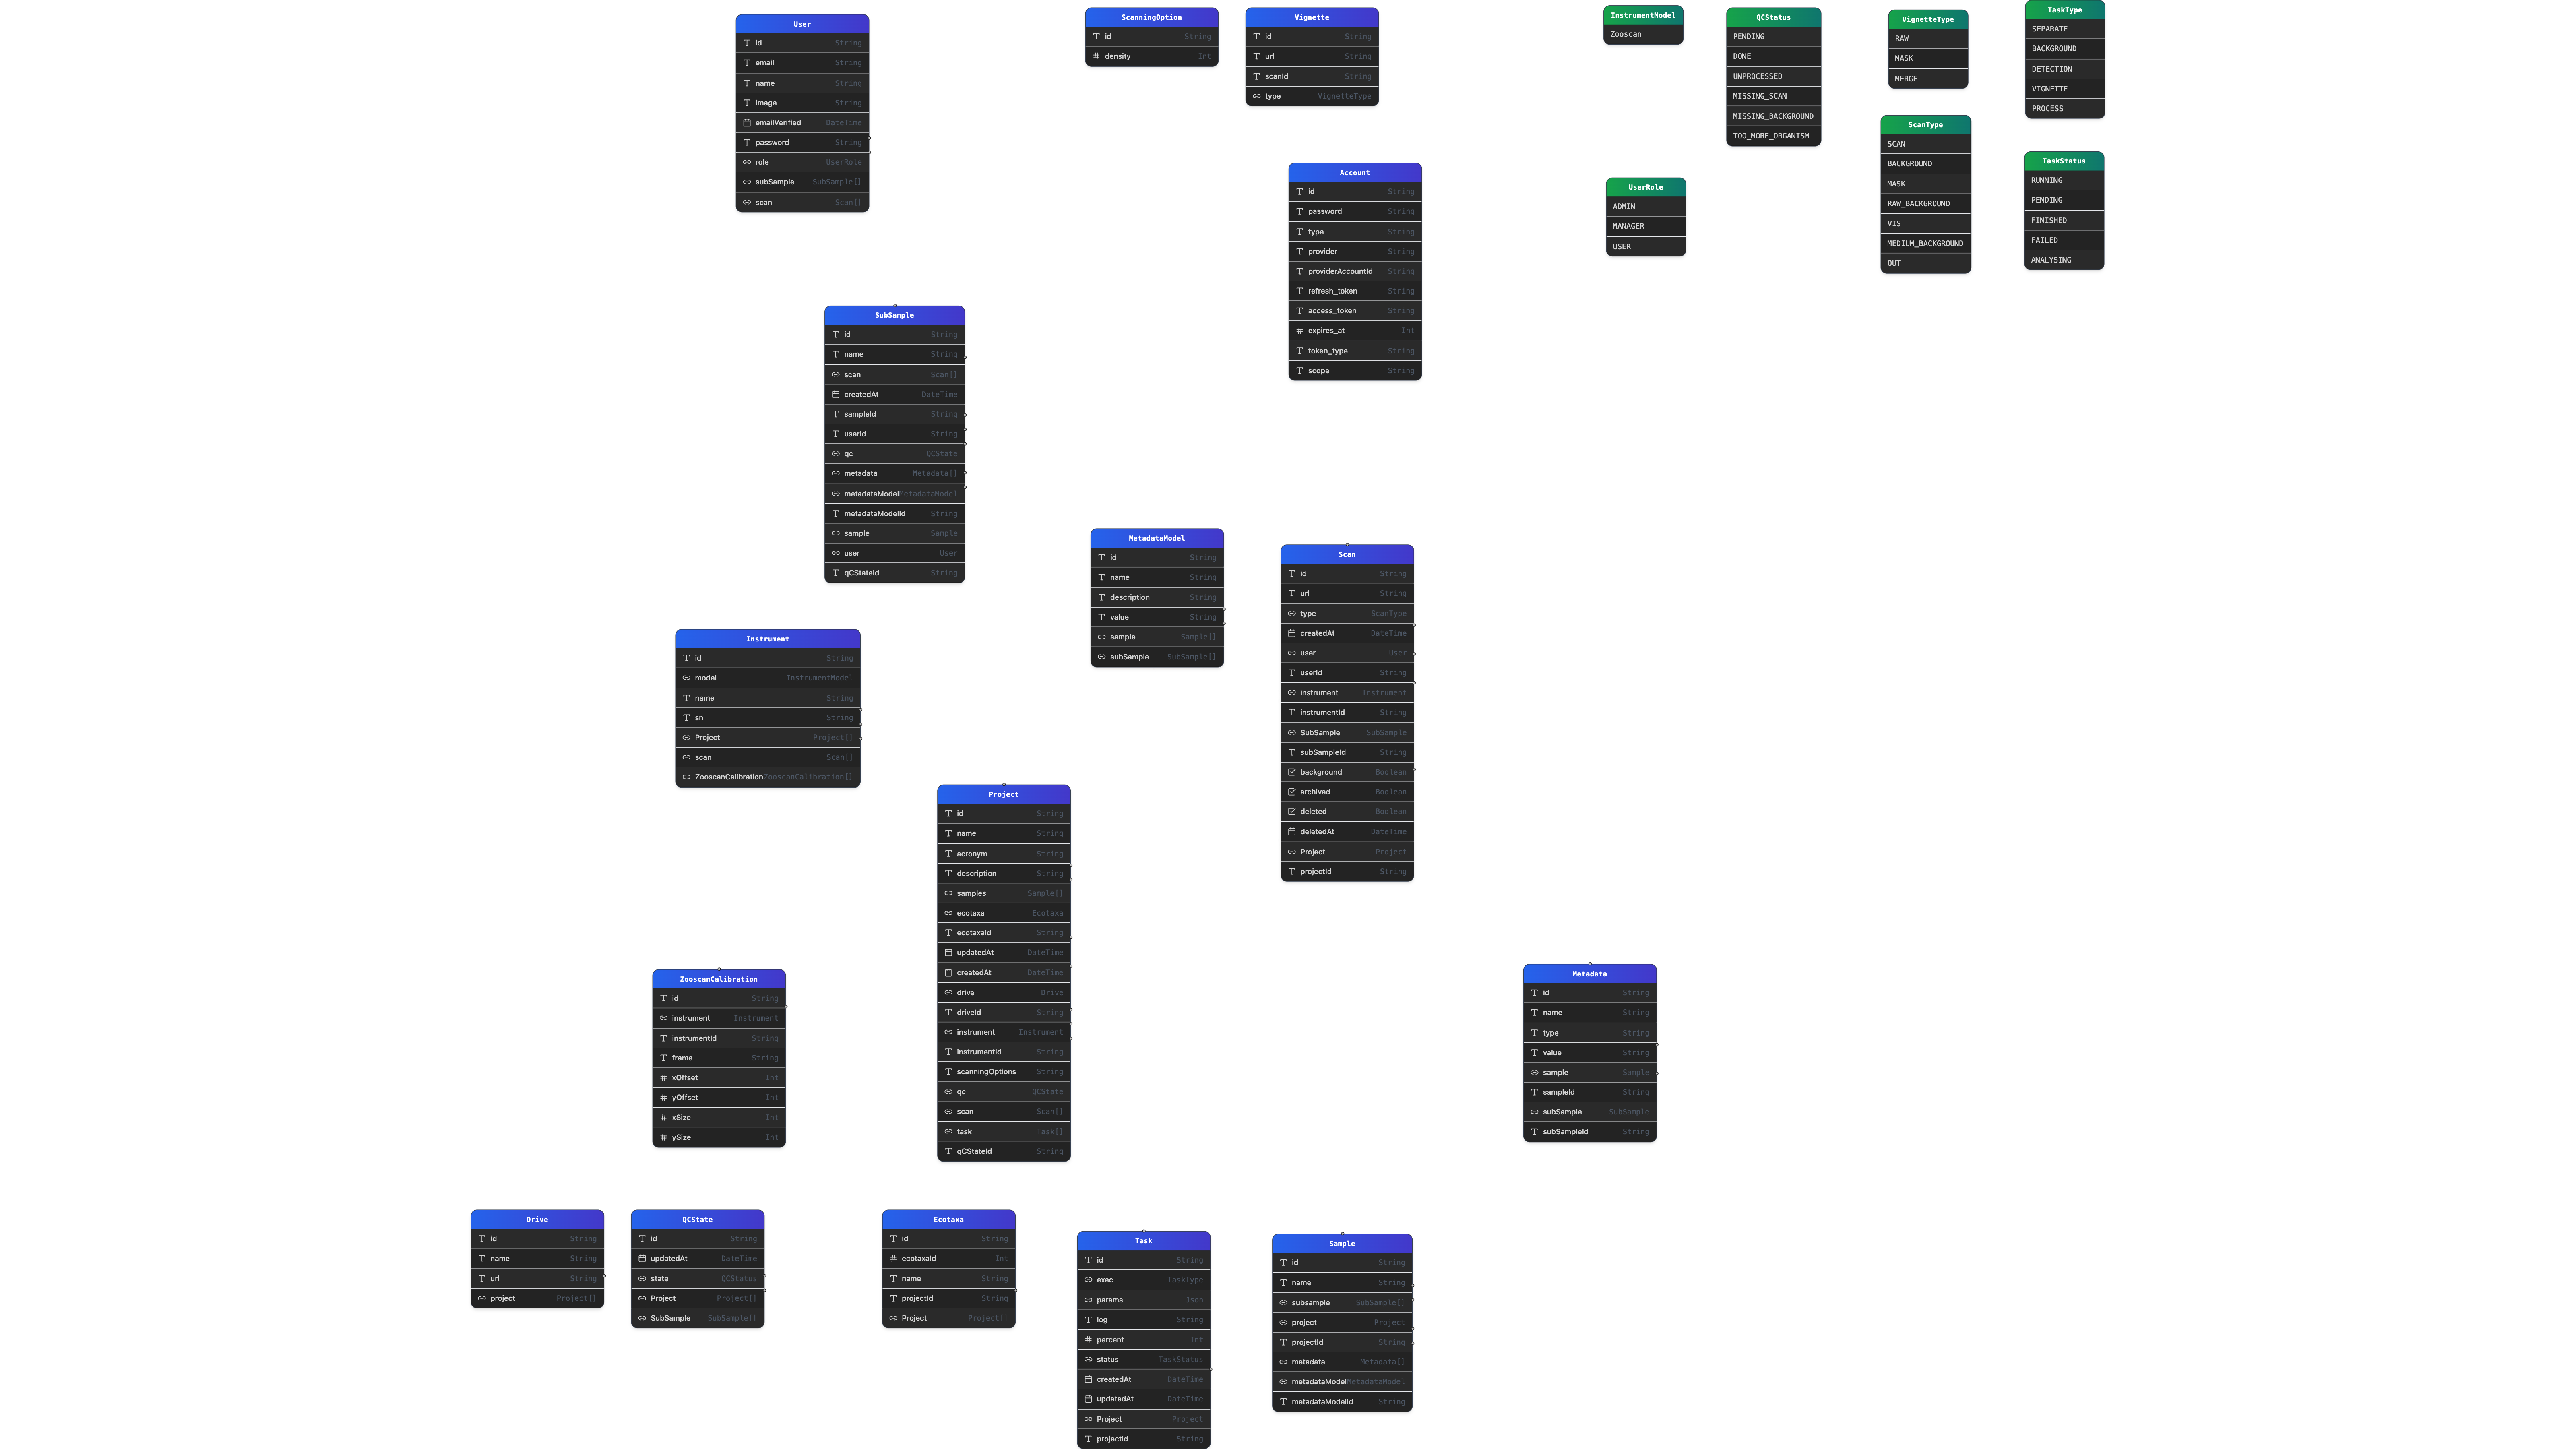 User
id String
email String
name String
image String
emailVerified DateTime
password String
role UserRole
subSample SubSample[]
scan Scan[]
ScanningOption
id String
density Int
Vignette
id String
url String
scanId String
type VignetteType
InstrumentModel
Zooscan
QCStatus
PENDING
DONE
UNPROCESSED
MISSING_SCAN
MISSING_BACKGROUND
TOO_MORE_ORGANISM
VignetteType
RAW
MASK
MERGE
TaskType
SEPARATE
BACKGROUND
DETECTION
VIGNETTE
PROCESS
ScanType
SCAN
BACKGROUND
MASK
RAW_BACKGROUND
VIS
MEDIUM_BACKGROUND
OUT
TaskStatus
RUNNING
PENDING
FINISHED
FAILED
ANALYSING
UserRole
ADMIN
MANAGER
USER
Account
id String
password String
type String
provider String
providerAccountId String
refresh_token String
access_token String
expires_at Int
token_type String
scope String
SubSample
id String
name String
scan Scan[]
createdAt DateTime
sampleId String
userId String
qc QCState
metadata Metadata[]
metadataModel MetadataModel
metadataModelId String
sample Sample
user User
qCStateId String
MetadataModel
id String
name String
description String
value String
sample Sample[]
subSample SubSample[]
Scan
id String
url String
type ScanType
createdAt DateTime
user User
userId String
instrument Instrument
instrumentId String
SubSample SubSample
subSampleId String
background Boolean
archived Boolean
deleted Boolean
deletedAt DateTime
Project Project
projectId String
Instrument
id String
model InstrumentModel
name String
sn String
Project Project[]
scan Scan[]
ZooscanCalibration ZooscanCalibration[]
Project
id String
name String
acronym String
description String
samples Sample[]
ecotaxa Ecotaxa
ecotaxaId String
updatedAt DateTime
createdAt DateTime
drive Drive
driveId String
instrument Instrument
instrumentId String
scanningOptions String
qc QCState
scan Scan[]
task Task[]
qCStateId String
ZooscanCalibration
id String
instrument Instrument
instrumentId String
frame String
xOffset Int
yOffset Int
xSize Int
ySize Int
Metadata
id String
name String
type String
value String
sample Sample
sampleId String
subSample SubSample
subSampleId String
Drive
id String
name String
url String
project Project[]
QCState
id String
updatedAt DateTime
state QCStatus
Project Project[]
SubSample SubSample[]
Ecotaxa
id String
ecotaxaId Int
name String
projectId String
Project Project[]
Task
id String
exec TaskType
params Json
log String
percent Int
status TaskStatus
createdAt DateTime
updatedAt DateTime
Project Project
projectId String
Sample
id String
name String
subsample SubSample[]
project Project
projectId String
metadata Metadata[]
metadataModel MetadataModel
metadataModelId String